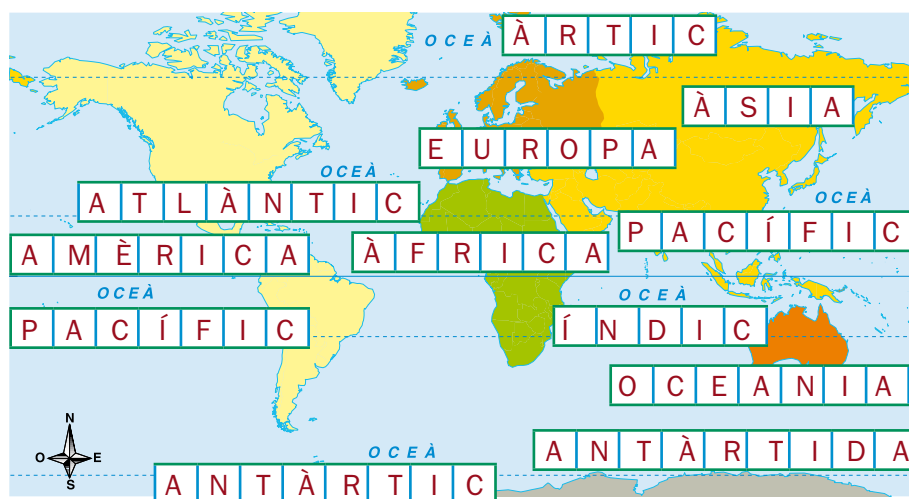 OCEÀ ÀRTIC
ÀSIA
EUROPA
OCEÀ
ATLÀNTIC
OCEÀ
PACÍFIC
AMÈRICA
ÀFRICA
OCEÀ
PACÍFIC
OCEÀ
ÍNDIC
OCEANIA
N
O E
S
ANTÀRTIDA
OCEÀ
ANTÀRTIC